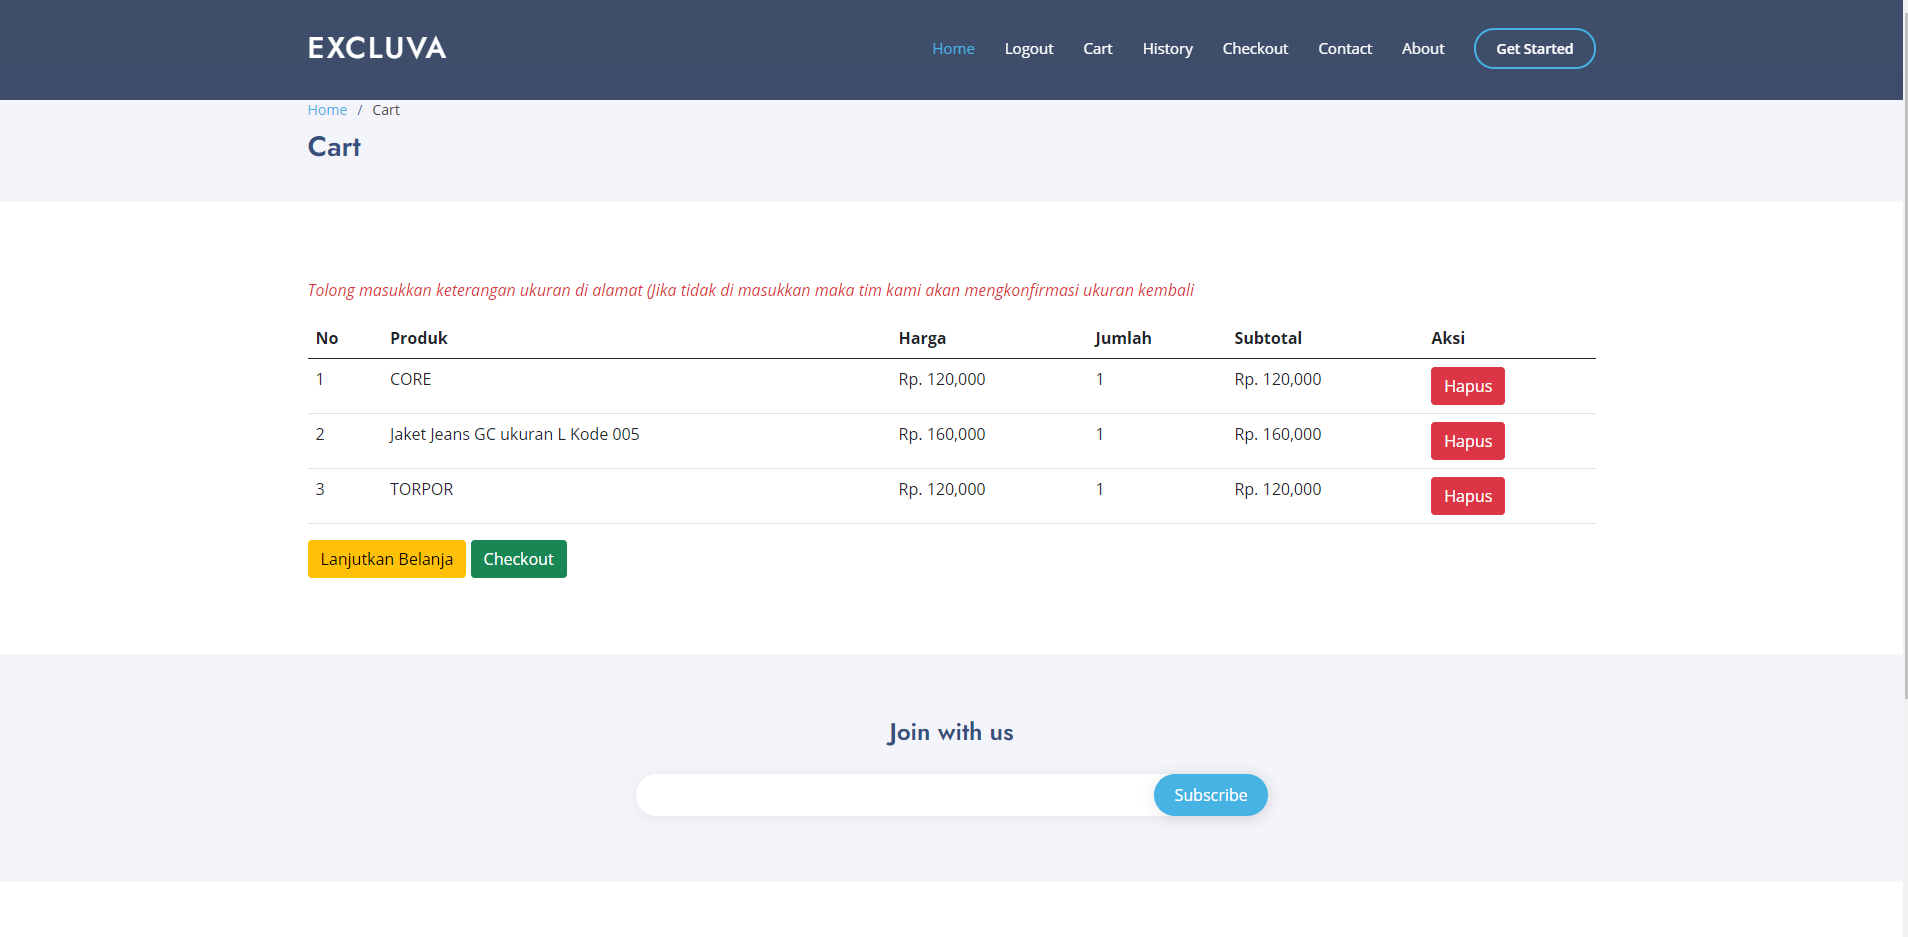 EXCLUVA
Home Logout Cart History Checkout Contact About Get Started
Home / Cart
Cart
Tolong masukkan keterangan ukuran di alamat (Jika tidak di masukkan maka tim kami akan mengkonfirmasi ukuran kembali
No Produk Harga Jumlah Subtotal Aksi
1 CORE Rp. 120,000 1 Rp. 120,000 Hapus
2 Jaket Jeans GC ukuran L Kode 005 Rp. 160,000 1 Rp. 160,000 Hapus
3 TORPOR Rp. 120,000 1 Rp. 120,000 Hapus
Lanjutkan Belanja Checkout
Join with us
Subscribe